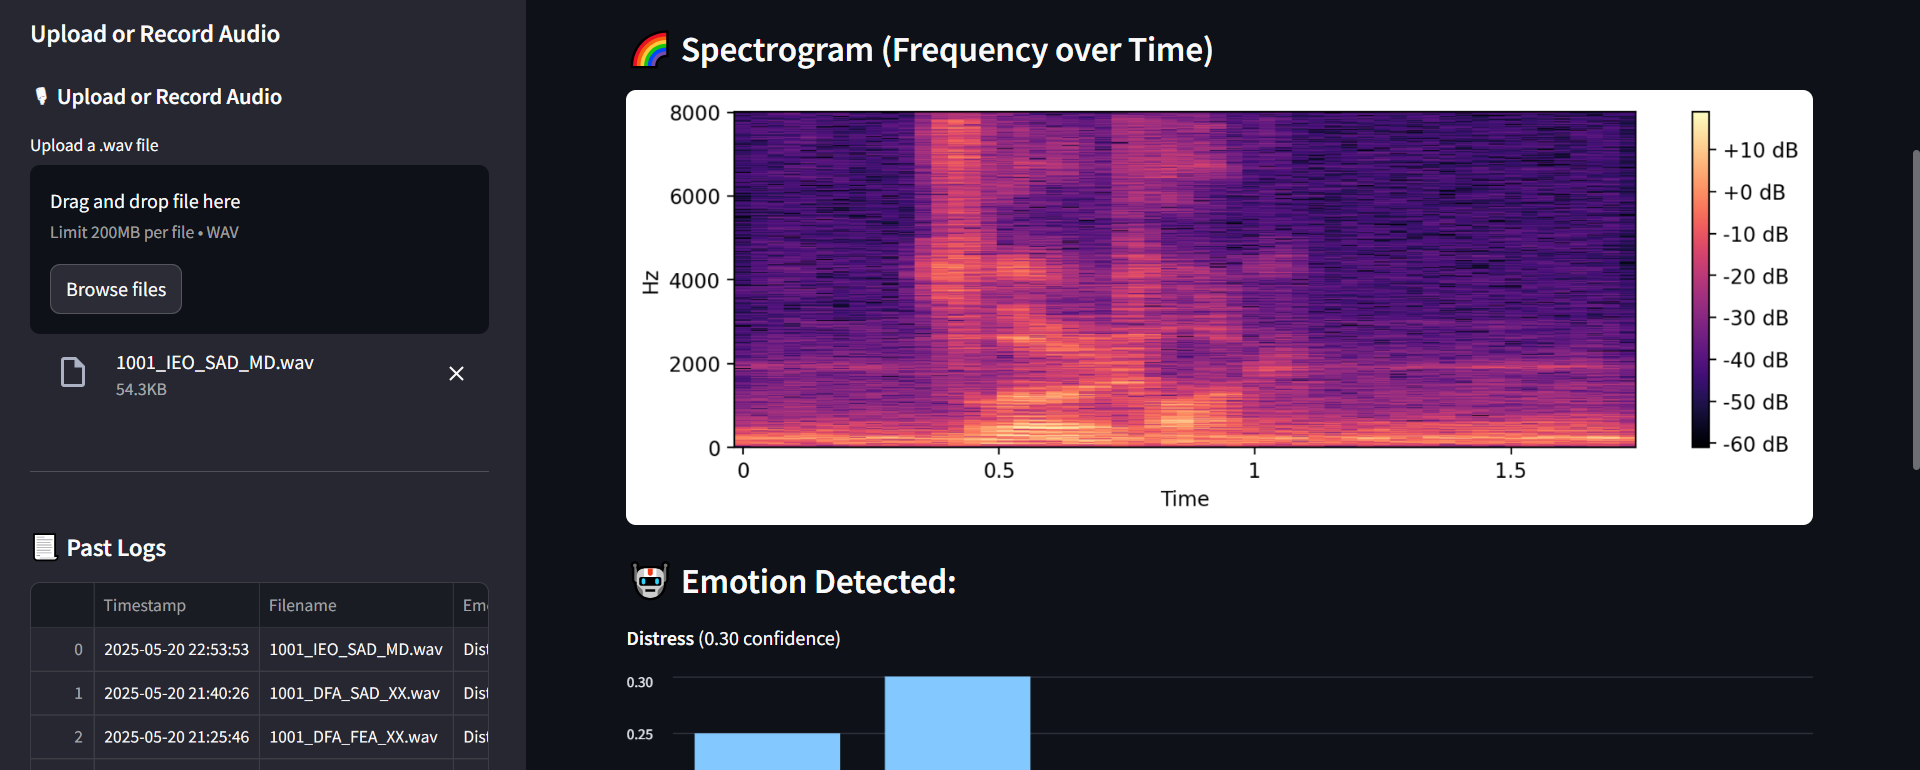 Upload or Record Audio
Upload or Record Audio
Upload a .wav file
Drag and drop file here
Limit 200MB per file • WAV
Browse files
1001_IEO_SAD_MD.wav
54.3KB
Past Logs
Timestamp Filename Em
0 2025-05-20 22:53:53 1001_IEO_SAD_MD.wav Dist
1 2025-05-20 21:40:26 1001_DFA_SAD_XX.wav Dist
2 2025-05-20 21:25:46 1001_DFA_FEA_XX.wav Dist
Spectrogram (Frequency over Time)
8000
6000
4000
2000
0
Hz
0 0.5 1 1.5
Time
+10 dB
+0 dB
-10 dB
-20 dB
-30 dB
-40 dB
-50 dB
-60 dB
Emotion Detected:
Distress (0.30 confidence)
0.30
0.25